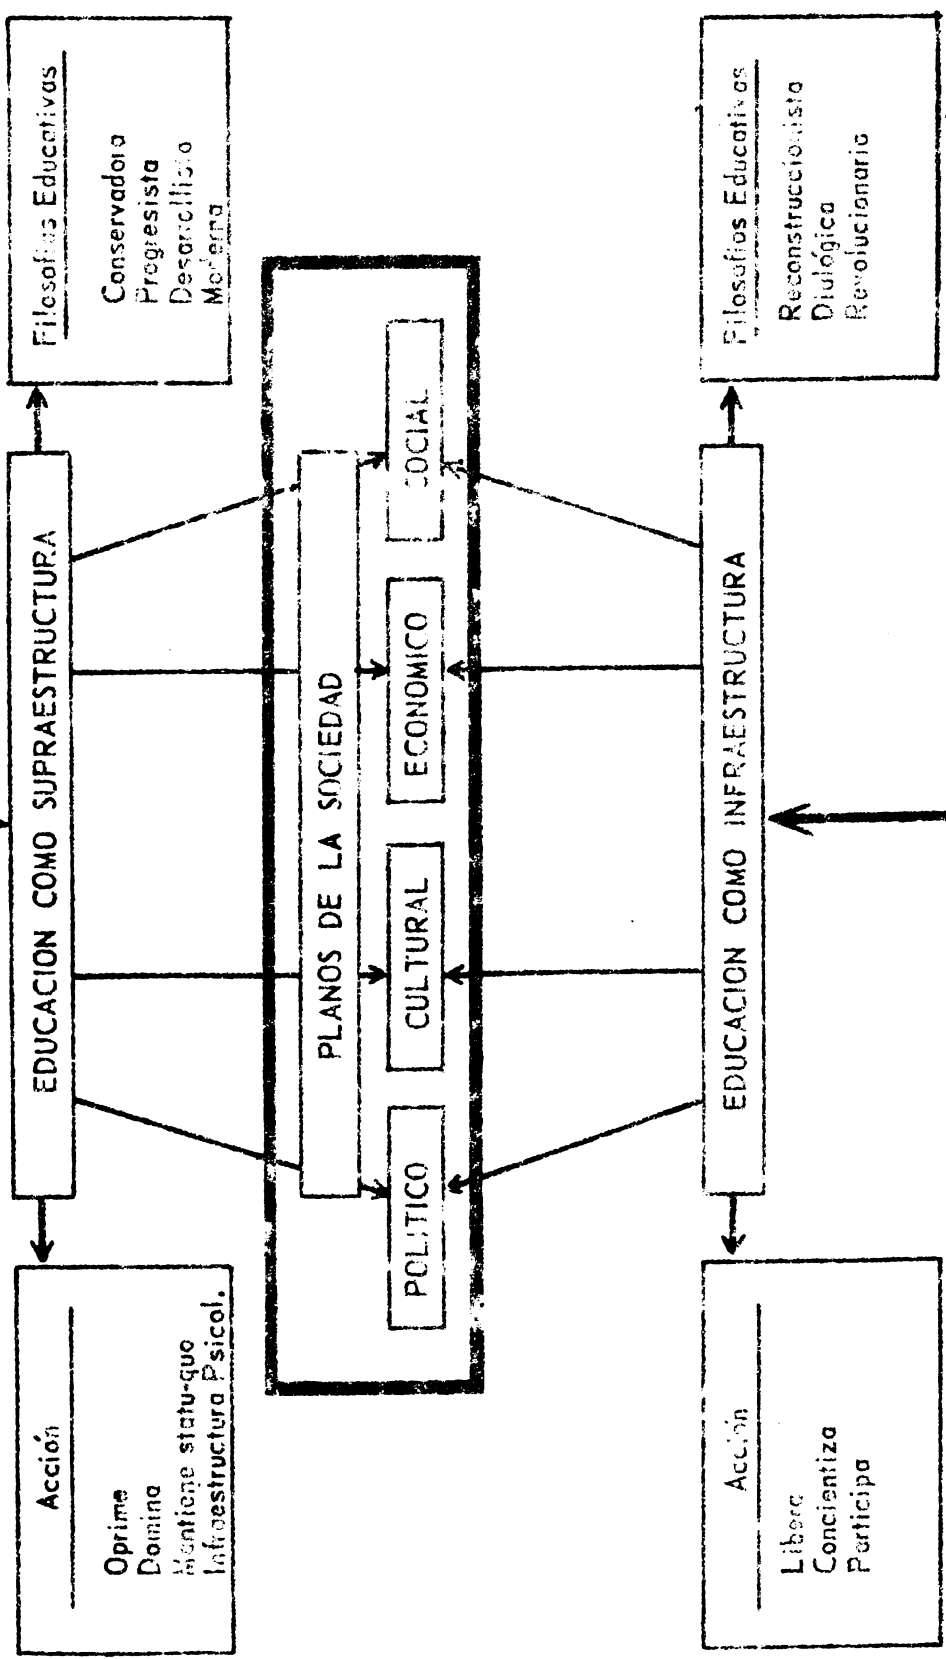 Acción
Oprime
Domina
Mantiene statu-quo
Infraestructura Psicol.
EDUCACION COMO SUPRAESTRUCTURA
Filosofías Educativas
Conservadora
Progresista
Desarollista
Moderna
PLANOS DE LA SOCIEDAD
POLITICO
CULTURAL
ECONOMICO
SOCIAL
Acción
Libera
Concientiza
Participa
EDUCACION COMO INFRAESTRUCTURA
Filosofías Educativas
Reconstruccionista
Dialógica
Revolucionaria